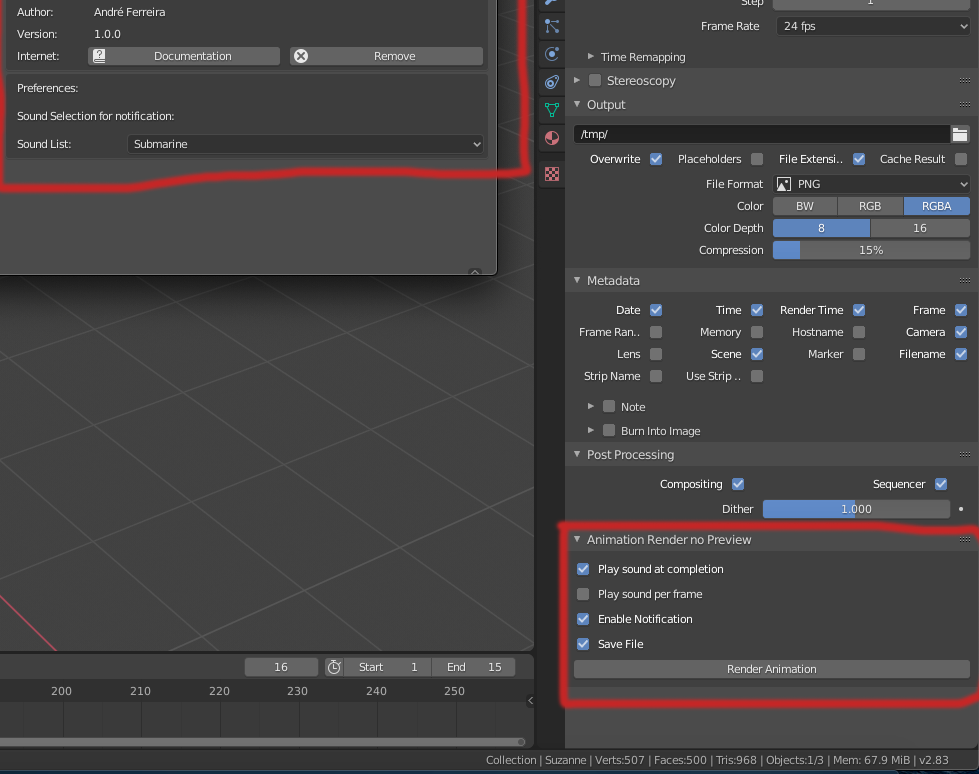 Author: André Ferreira
Version: 1.0.0
Internet: Documentation Remove
Preferences:
Sound Selection for notification:
Sound List: Submarine
Step 1
Frame Rate 24 fps
Time Remapping
Stereoscopy
Output
/tmp/
Overwrite Placeholders File Extensi.. Cache Result
File Format PNG
Color BW RGB RGBA
Color Depth 8 16
Compression 15%
Metadata
Date Time Render Time Frame
Frame Ran.. Memory Hostname Camera
Lens Scene Marker Filename
Strip Name Use Strip ..
Note
Burn Into Image
Post Processing
Compositing Sequencer
Dither 1.000
Animation Render no Preview
Play sound at completion
Play sound per frame
Enable Notification
Save File
Render Animation
16 Start 1 End 15
200 210 220 230 240 250
Collection | Suzanne | Verts:507 | Faces:500 | Tris:968 | Objects:1/3 | Mem: 67.9 MiB | v2.83